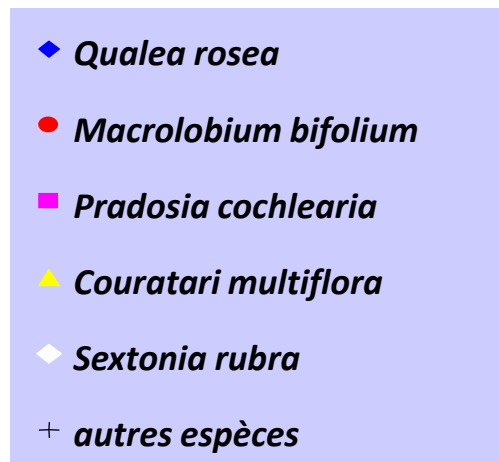 Qualea rosea
Macrolobium bifolium
Pradosia cochlearia
Couratari multiflora
Sextonia rubra
autres espèces